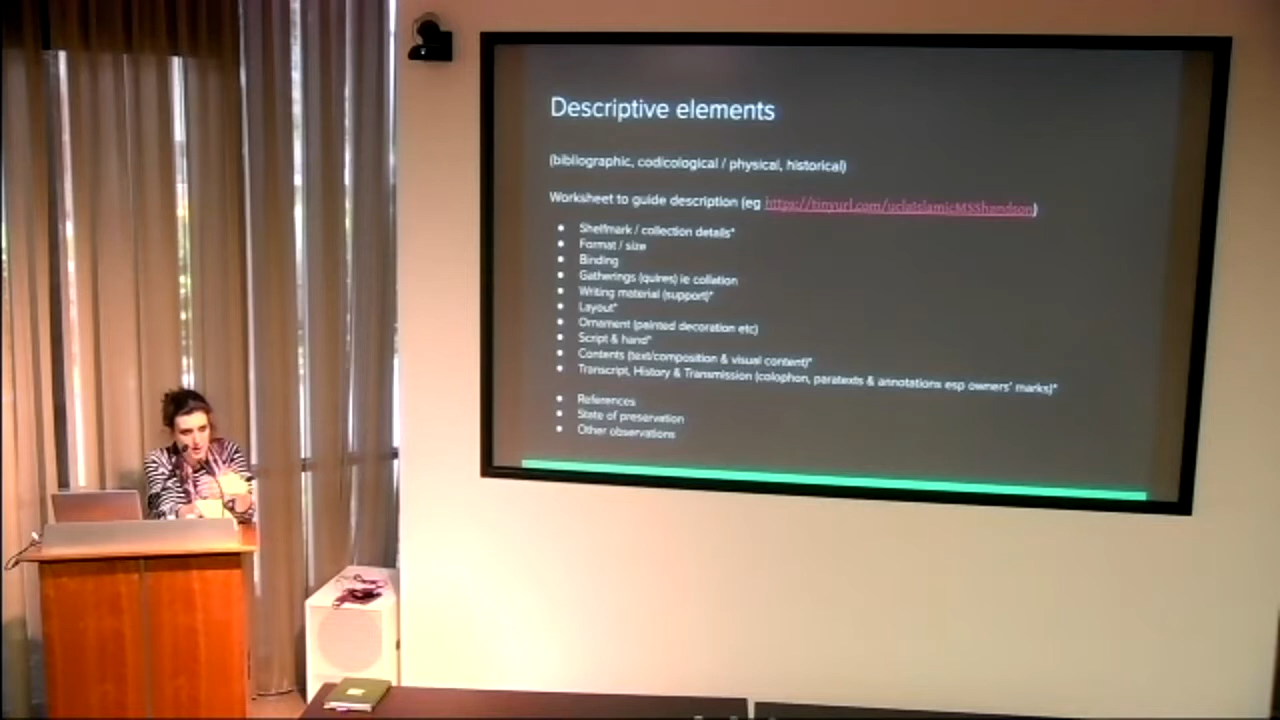 Descriptive elements
(bibliographic, codicological / physical, historical)
Worksheet to guide description (eg https://tinyurl.com/uclaIslamicMSShandson)
● Shelfmark / collection details*
● Format / size
● Binding
● Gatherings (quires) ie collation
● Writing material (support)*
● Layout*
● Ornament (painted decoration etc)
● Script & hand*
● Contents (text/composition & visual content)*
● Transcript, History & Transmission (colophon, paratexts & annotations esp owners' marks)*
● References
● State of preservation
● Other observations